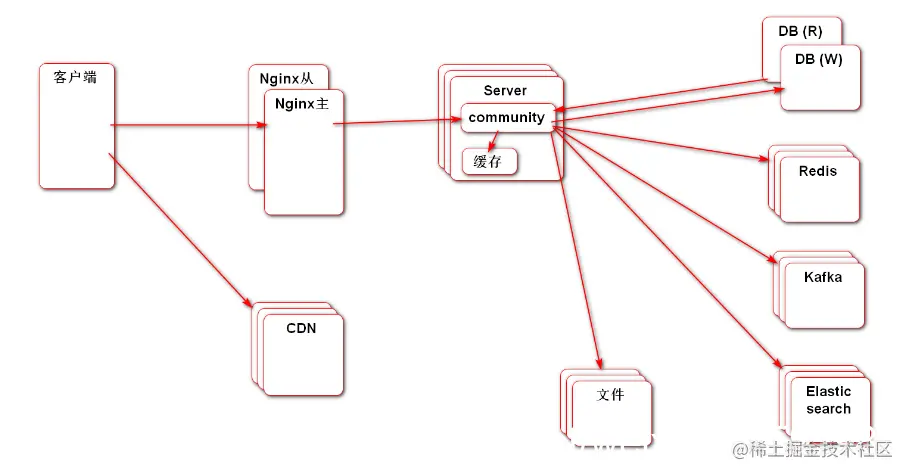 客户端
Nginx从
Nginx主
Server
community
缓存
DB (R)
DB (W)
Redis
Kafka
CDN
文件
Elastic
search
@稀土掘金技术社区